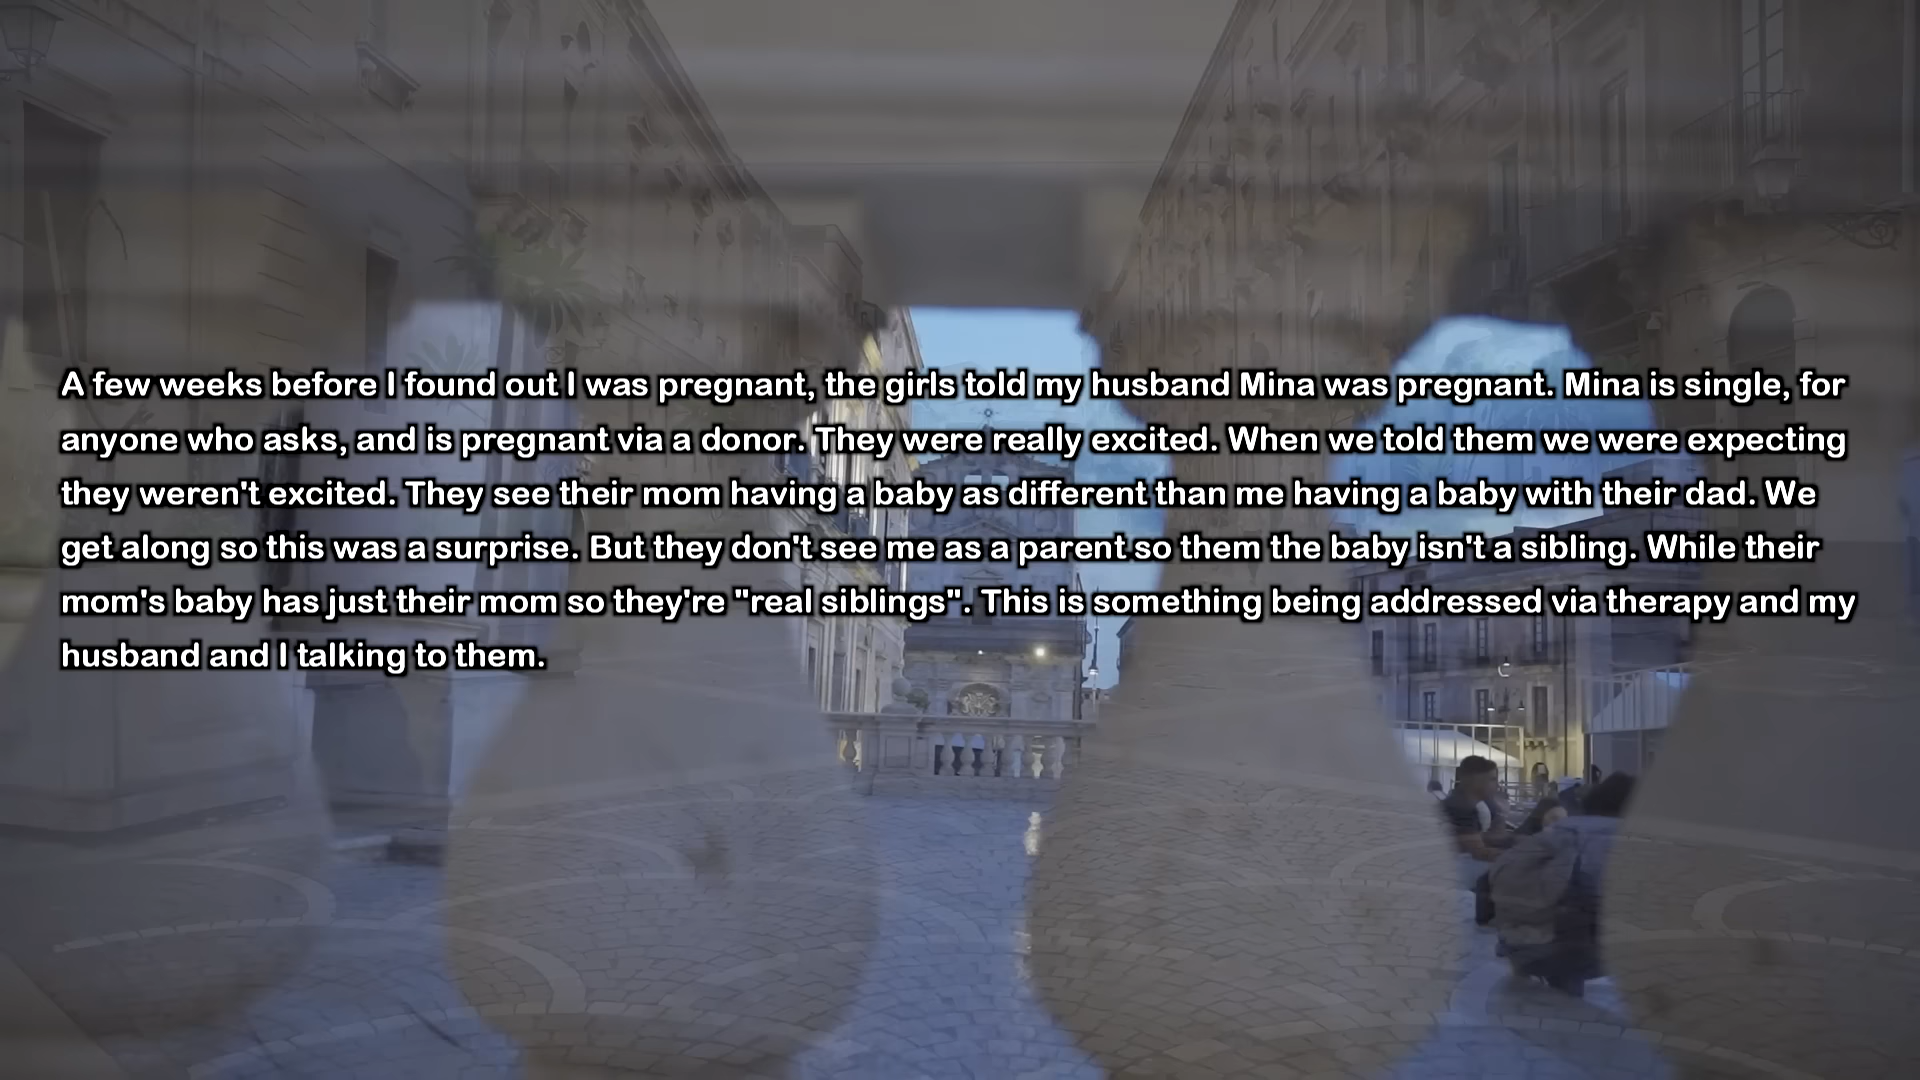 A few weeks before I found out I was pregnant, the girls told my husband Mina was pregnant. Mina is single, for
anyone who asks, and is pregnant via a donor. They were really excited. When we told them we were expecting
they weren't excited. They see their mom having a baby as different than me having a baby with their dad. We
get along so this was a surprise. But they don't see me as a parent so them the baby isn't a sibling. While their
mom's baby has just their mom so they're "real siblings". This is something being addressed via therapy and my
husband and I talking to them.